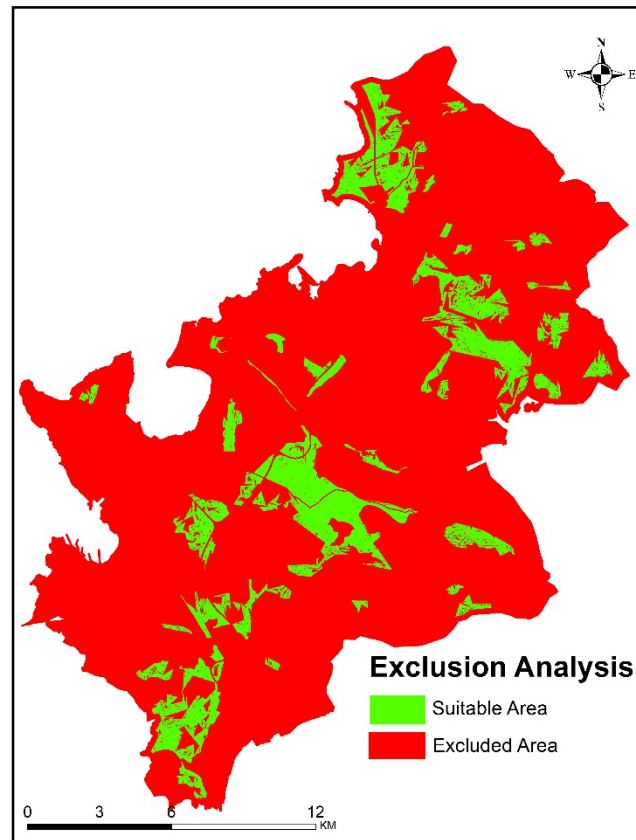 N
W E
S
Exclusion Analysis
Suitable Area
Excluded Area
0 3 6 12
KM